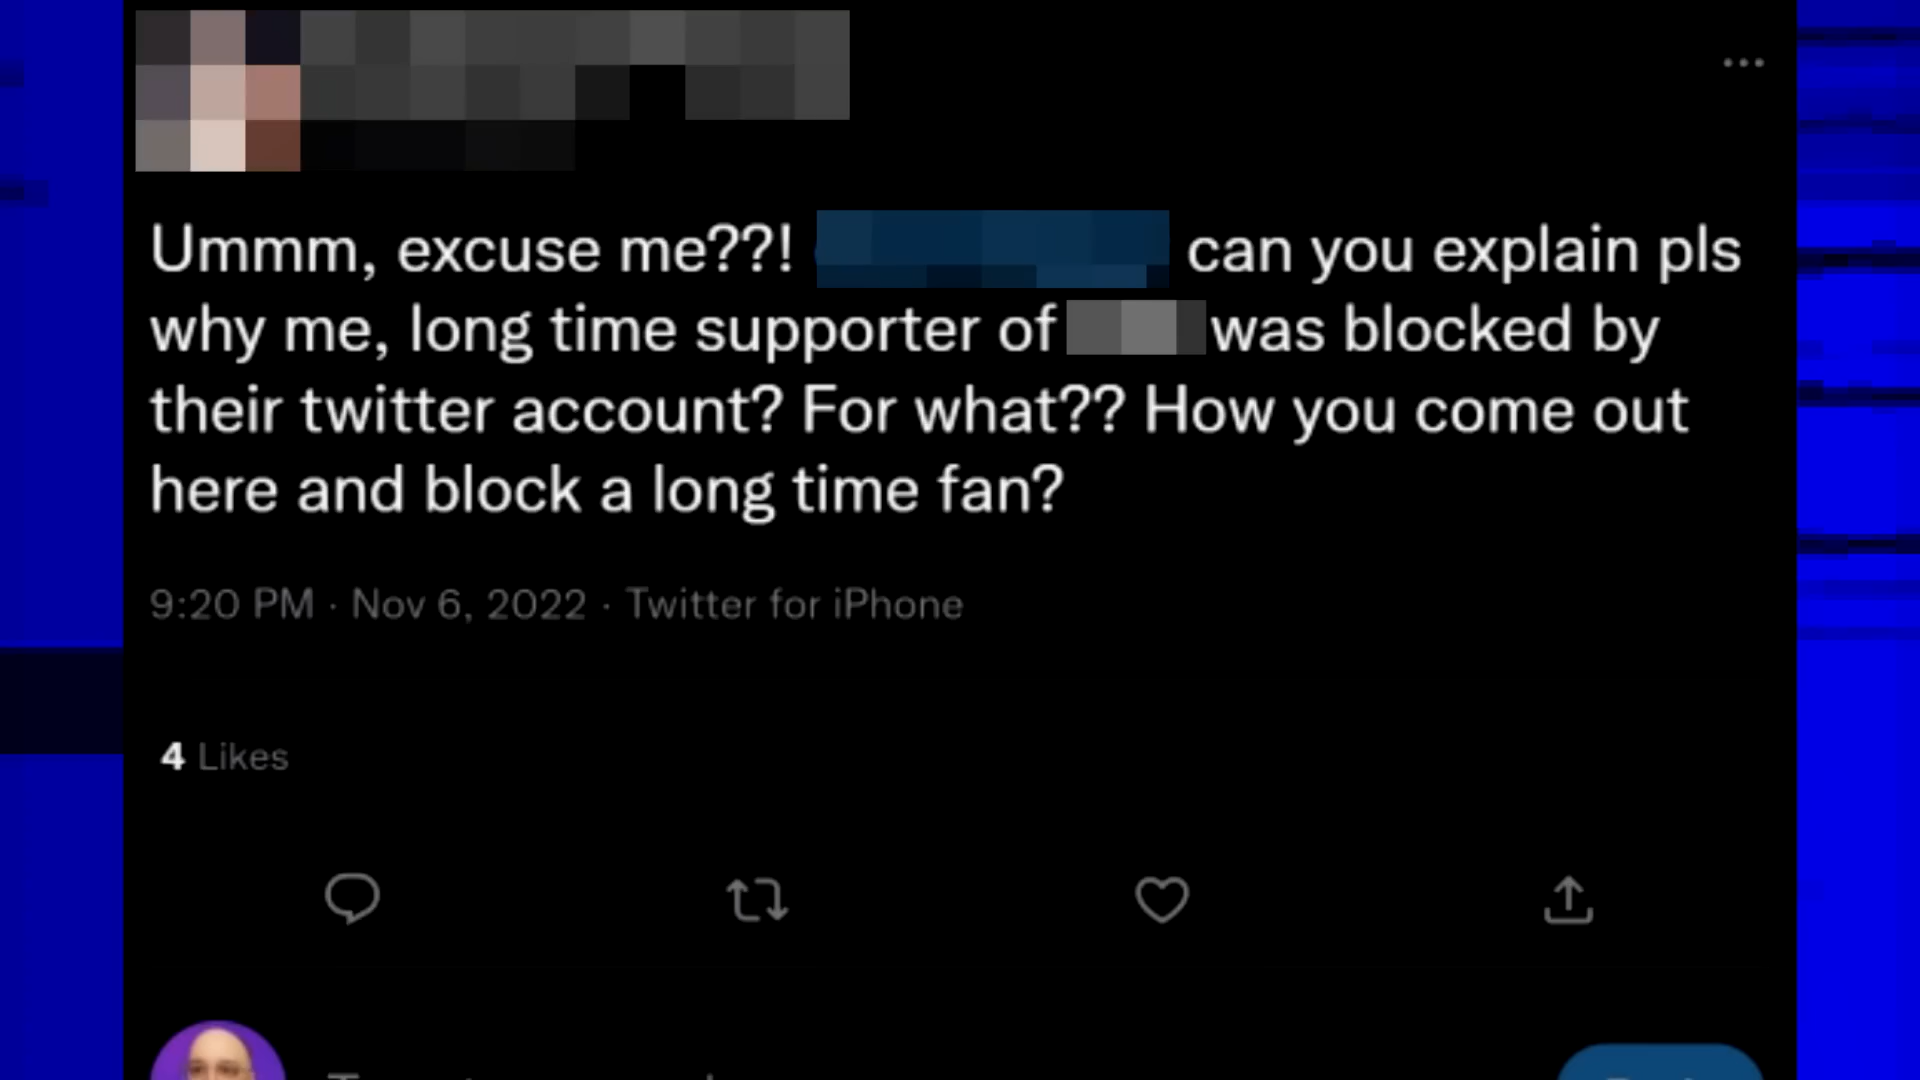 Ummm, excuse me??! can you explain pls
why me, long time supporter of was blocked by
their twitter account? For what?? How you come out
here and block a long time fan?
9:20 PM · Nov 6, 2022 · Twitter for iPhone
4 Likes